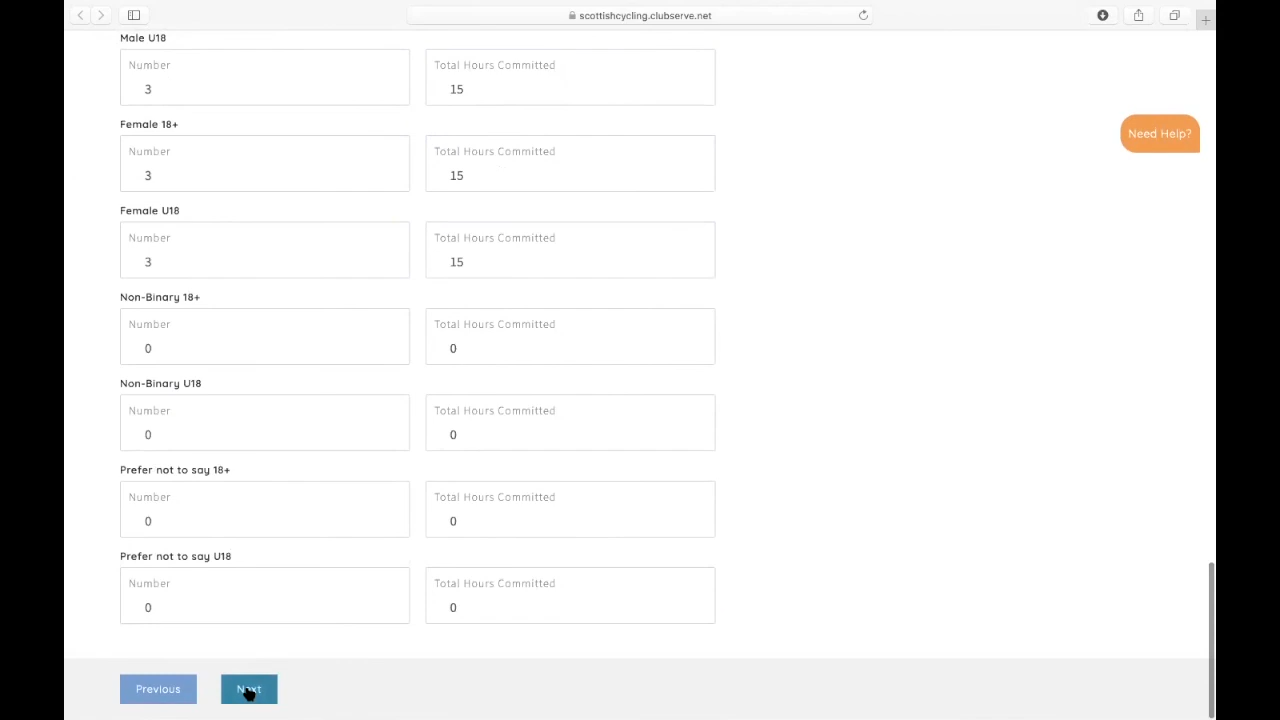 scottishcycling.clubserve.net
Male U18
Number Total Hours Committed
3 15
Need Help?
Female 18+
Number Total Hours Committed
3 15
Female U18
Number Total Hours Committed
3 15
Non-Binary 18+
Number Total Hours Committed
0 0
Non-Binary U18
Number Total Hours Committed
0 0
Prefer not to say 18+
Number Total Hours Committed
0 0
Prefer not to say U18
Number Total Hours Committed
0 0
Previous Next